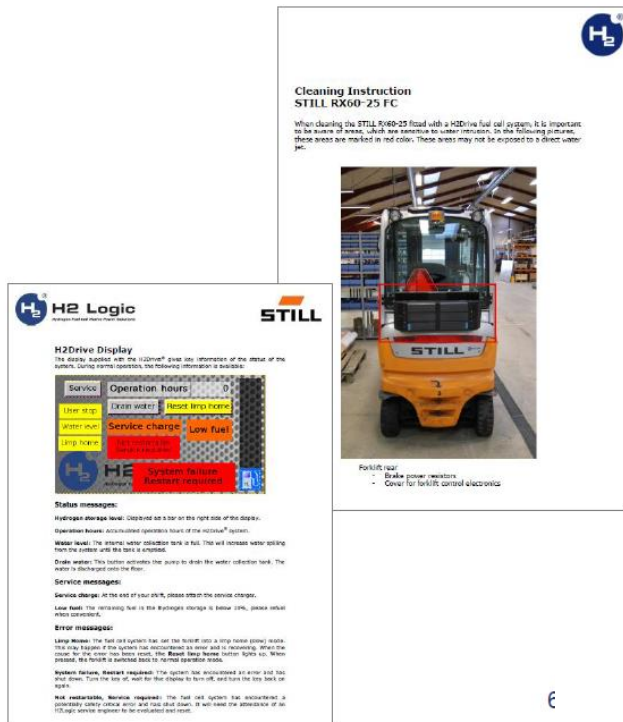 H2
Cleaning Instruction
STILL RX60-25 FC
When cleaning the STILL RX60-25 fitted with a H2Drive fuel cell system, it is important
to be aware of areas, which are sensitive to water intrusion. In the following pictures,
these areas are marked in red color. These areas may not be exposed to a direct water
jet.
STILL
Forklift rear
- Brake power resistors
- Cover for forklift control electronics
H2 H2 Logic
STILL
H2Drive Display
The display supplied with the H2Drive® gives key information of the status of the
system. During normal operation, the following information is available:
Service Operation hours 0
User stop Drain water Reset limp home
Water level Service charge Low fuel
Limp home
System failure
Restart required
Status messages:
Hydrogen storage level: Displayed as a bar on the right side of the display.
Operation hours: Accumulated operation hours of the H2Drive® system.
Water level: The internal water collection tank is full. This will increase water spilling
from the system until the tank is emptied.
Drain water: This button activates the pump to drain the water collection tank. The
water is discharged onto the floor.
Service messages:
Service charge: At the end of your shift, please attach the service charger.
Low fuel: The remaining fuel in the hydrogen storage is below 20%, please refuel
when convenient.
Error messages:
Limp Home: The fuel cell system has set the forklift into a limp home (slow) mode.
This may happen if the system has encountered an error and is recovering. When the
cause for the error has been reset, the Reset limp home button lights up. When
pressed, the forklift is switched back to normal operation mode.
System failure, Restart required: The system has encountered an error and has
shut down. Turn the key of, wait for the display to turn off, and turn the key back on
again.
Not restartable, Service required: The fuel cell system has encountered a
potentially safety critical error and has shut down. It will need the attendance of an
H2Logic service engineer to be evaluated and reset.
6